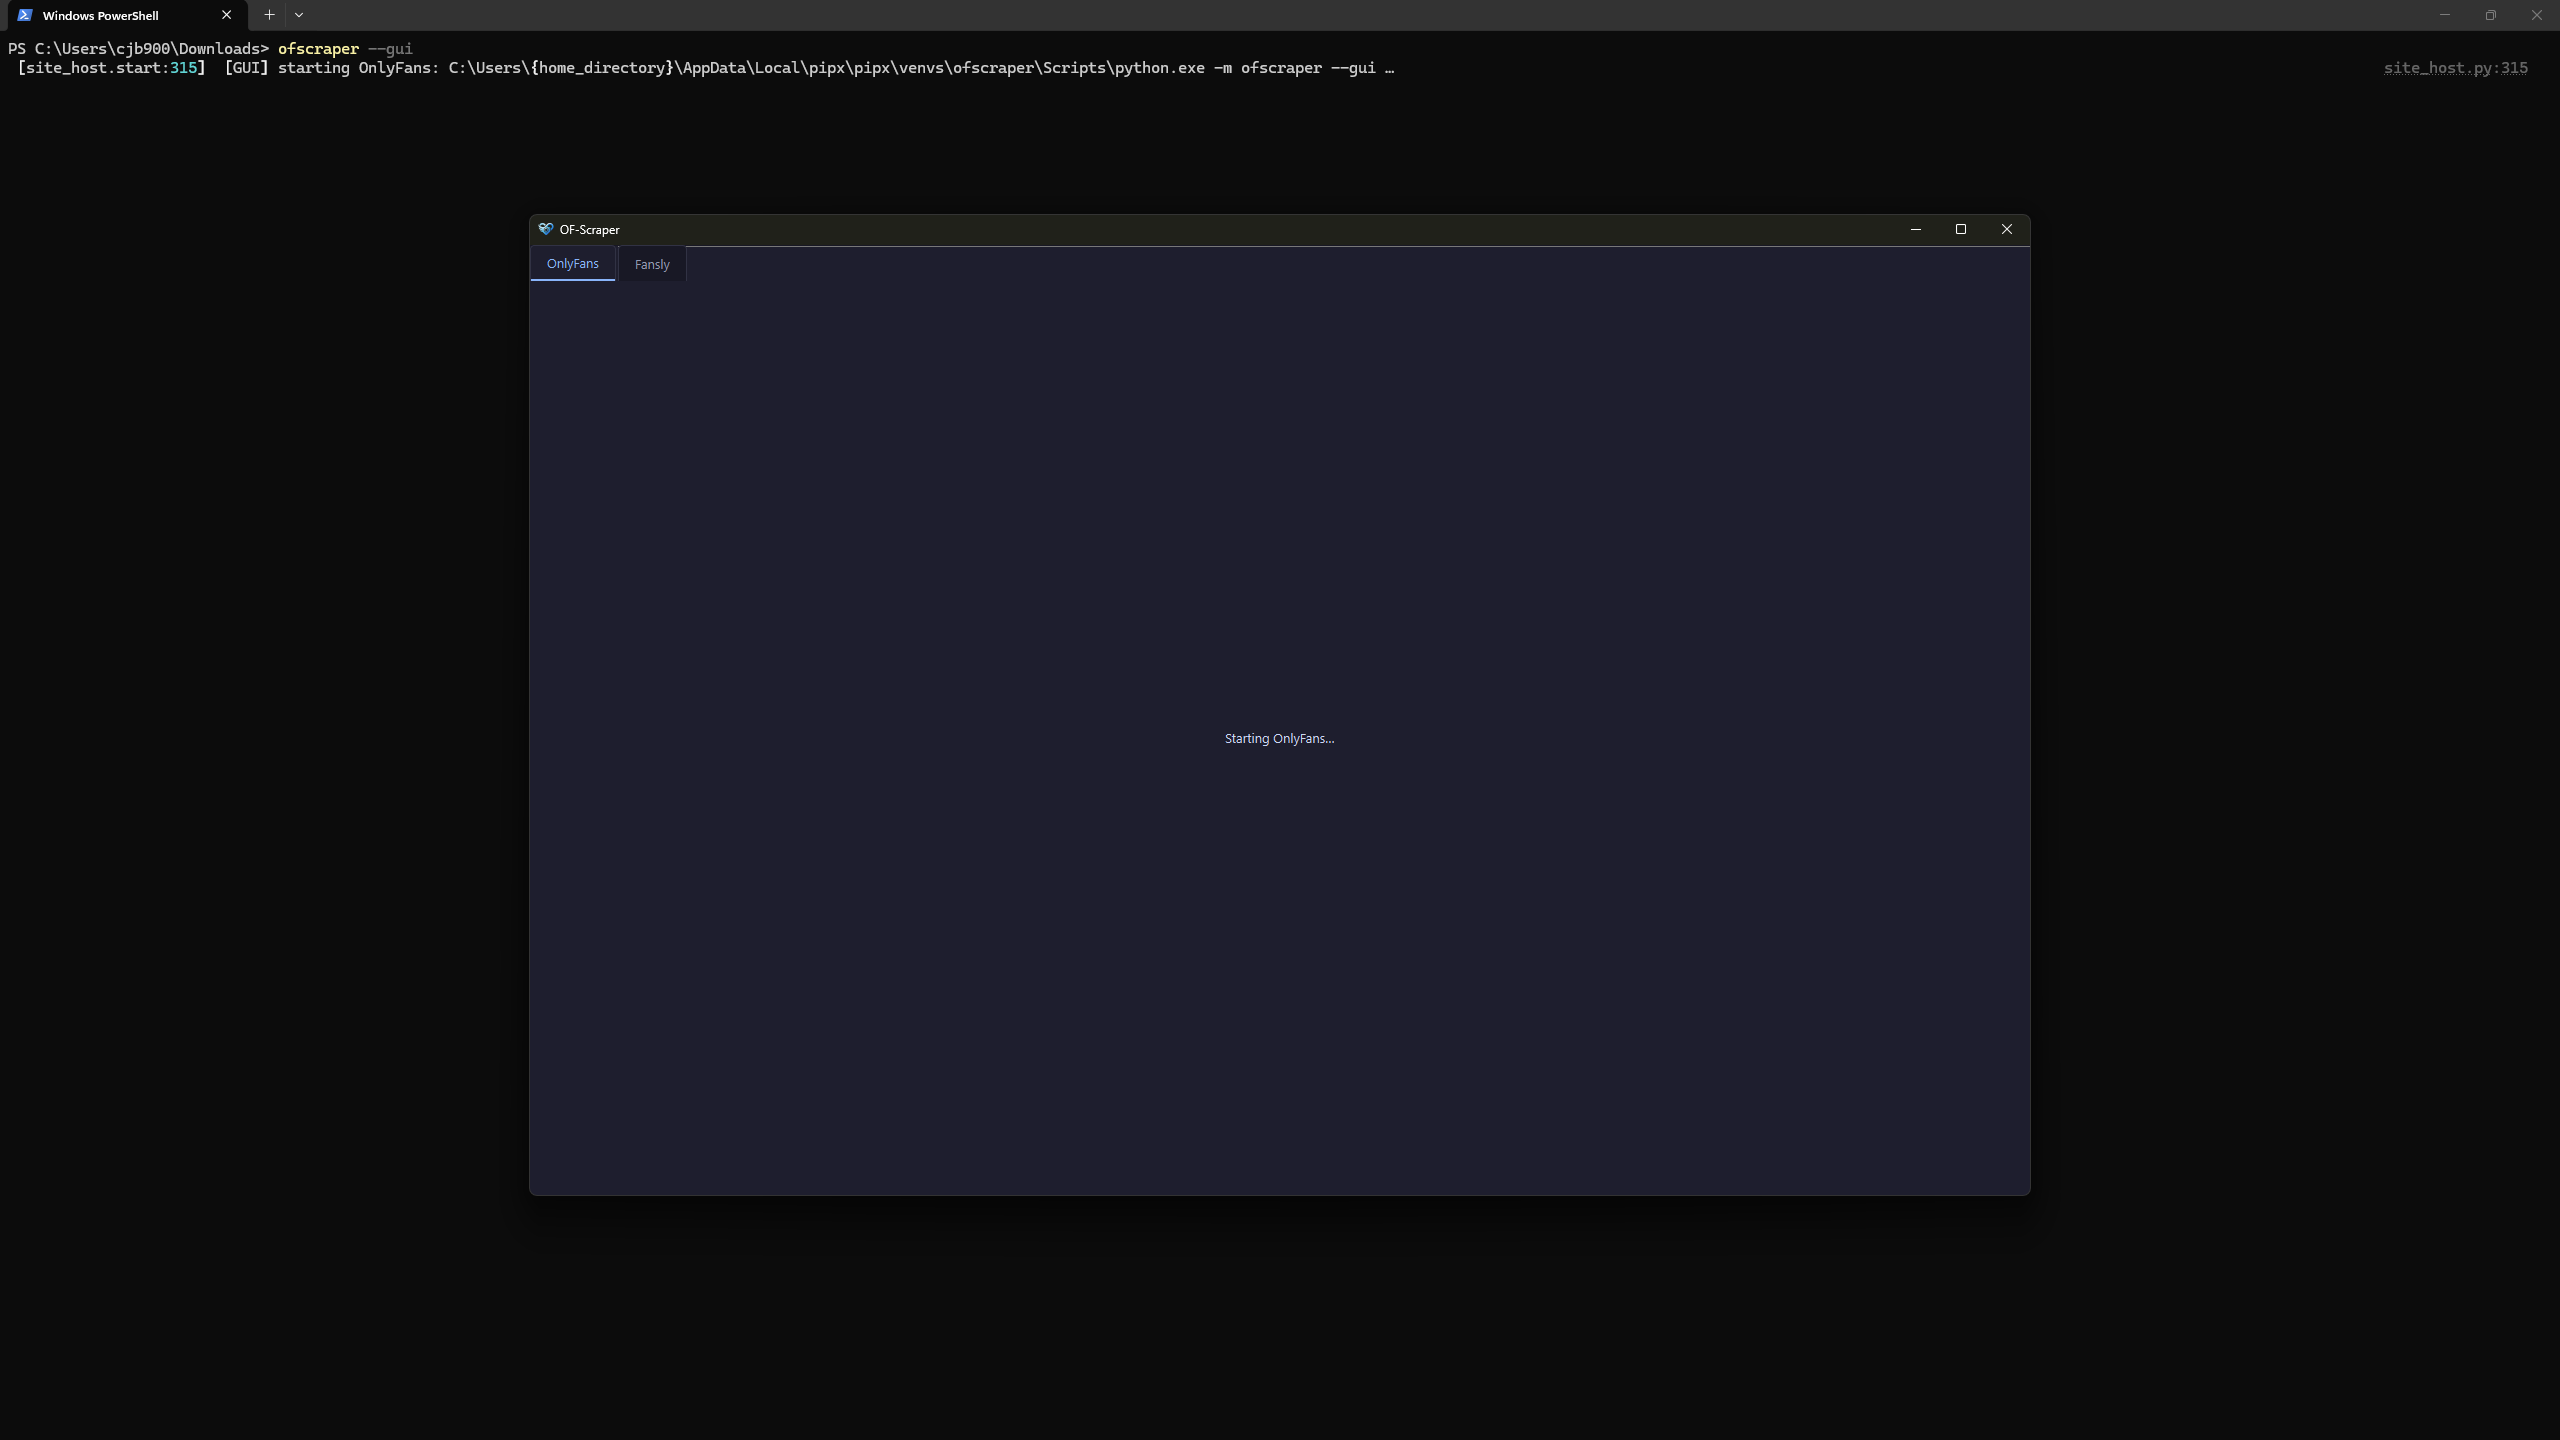 Windows PowerShell
PS C:\Users\cjb900\Downloads> ofscraper --gui
[site_host.start:315]  [GUI] starting OnlyFans: C:\Users\{home_directory}\AppData\Local\pipx\pipx\venvs\ofscraper\Scripts\python.exe -m ofscraper --gui … site_host.py:315
OF-Scraper
OnlyFans Fansly
Starting OnlyFans...